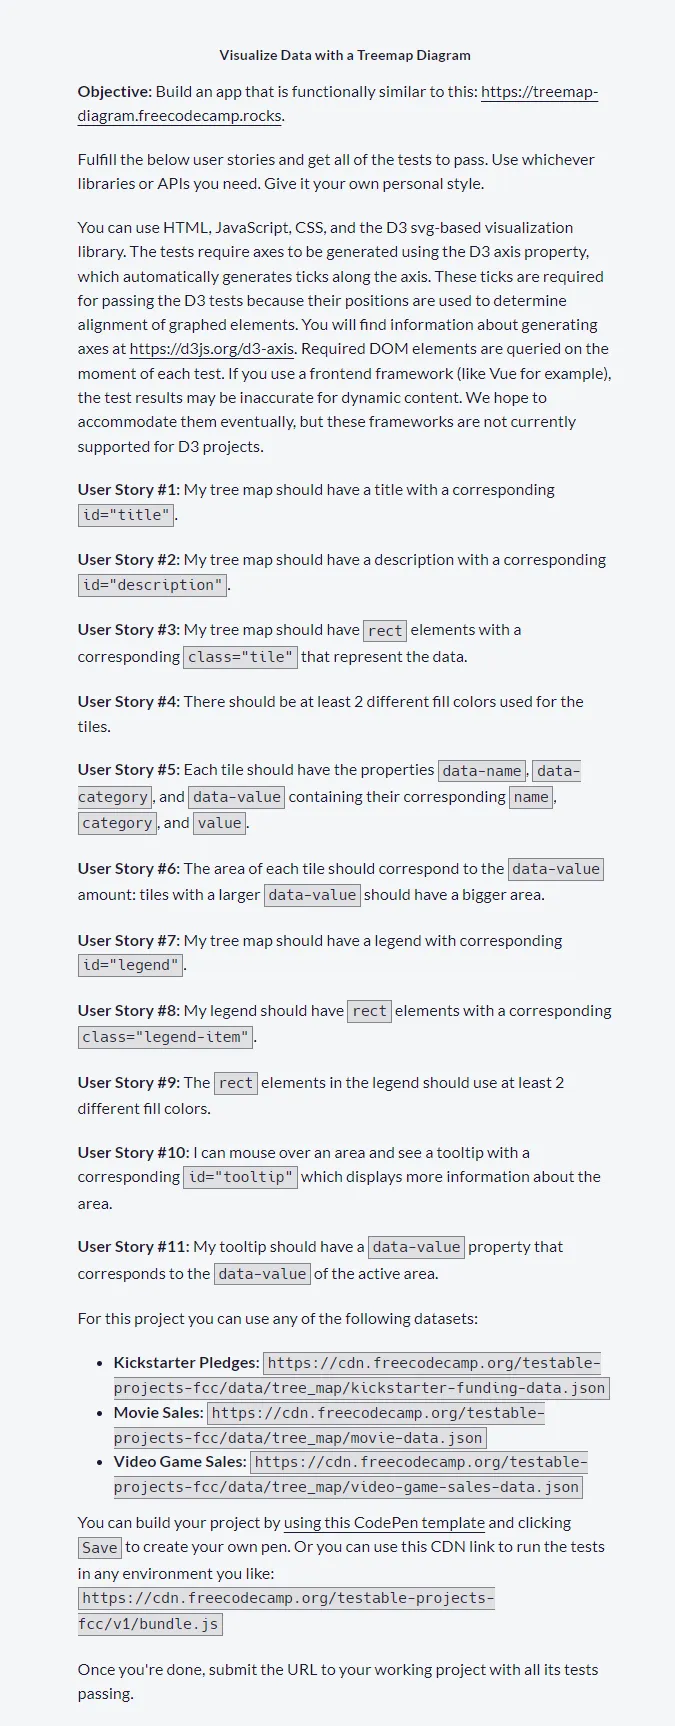 Visualize Data with a Treemap Diagram
Objective: Build an app that is functionally similar to this: https://treemap-
diagram.freecodecamp.rocks.
Fulfill the below user stories and get all of the tests to pass. Use whichever
libraries or APIs you need. Give it your own personal style.
You can use HTML, JavaScript, CSS, and the D3 svg-based visualization
library. The tests require axes to be generated using the D3 axis property,
which automatically generates ticks along the axis. These ticks are required
for passing the D3 tests because their positions are used to determine
alignment of graphed elements. You will find information about generating
axes at https://d3js.org/d3-axis. Required DOM elements are queried on the
moment of each test. If you use a frontend framework (like Vue for example),
the test results may be inaccurate for dynamic content. We hope to
accommodate them eventually, but these frameworks are not currently
supported for D3 projects.
User Story #1: My tree map should have a title with a corresponding
id="title".
User Story #2: My tree map should have a description with a corresponding
id="description".
User Story #3: My tree map should have rect elements with a
corresponding class="tile" that represent the data.
User Story #4: There should be at least 2 different fill colors used for the
tiles.
User Story #5: Each tile should have the properties data-name, data-
category, and data-value containing their corresponding name,
category, and value.
User Story #6: The area of each tile should correspond to the data-value
amount: tiles with a larger data-value should have a bigger area.
User Story #7: My tree map should have a legend with corresponding
id="legend".
User Story #8: My legend should have rect elements with a corresponding
class="legend-item".
User Story #9: The rect elements in the legend should use at least 2
different fill colors.
User Story #10: I can mouse over an area and see a tooltip with a
corresponding id="tooltip" which displays more information about the
area.
User Story #11: My tooltip should have a data-value property that
corresponds to the data-value of the active area.
For this project you can use any of the following datasets:
• Kickstarter Pledges: https://cdn.freecodecamp.org/testable-
projects-fcc/data/tree_map/kickstarter-funding-data.json
• Movie Sales: https://cdn.freecodecamp.org/testable-
projects-fcc/data/tree_map/movie-data.json
• Video Game Sales: https://cdn.freecodecamp.org/testable-
projects-fcc/data/tree_map/video-game-sales-data.json
You can build your project by using this CodePen template and clicking
Save to create your own pen. Or you can use this CDN link to run the tests
in any environment you like:
https://cdn.freecodecamp.org/testable-projects-
fcc/v1/bundle.js
Once you're done, submit the URL to your working project with all its tests
passing.